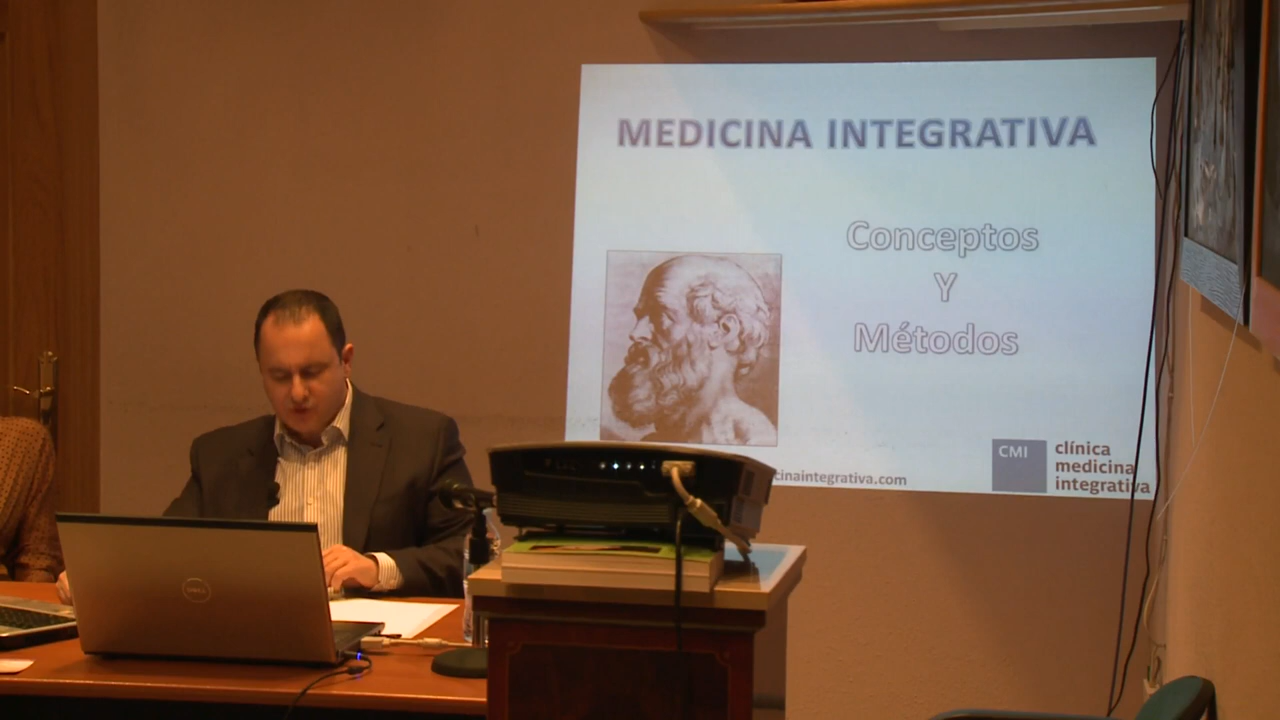 MEDICINA INTEGRATIVA
Conceptos
Y
Métodos
cinaintegrativa.com
CMI
clínica
medicina
integrativa
DELL